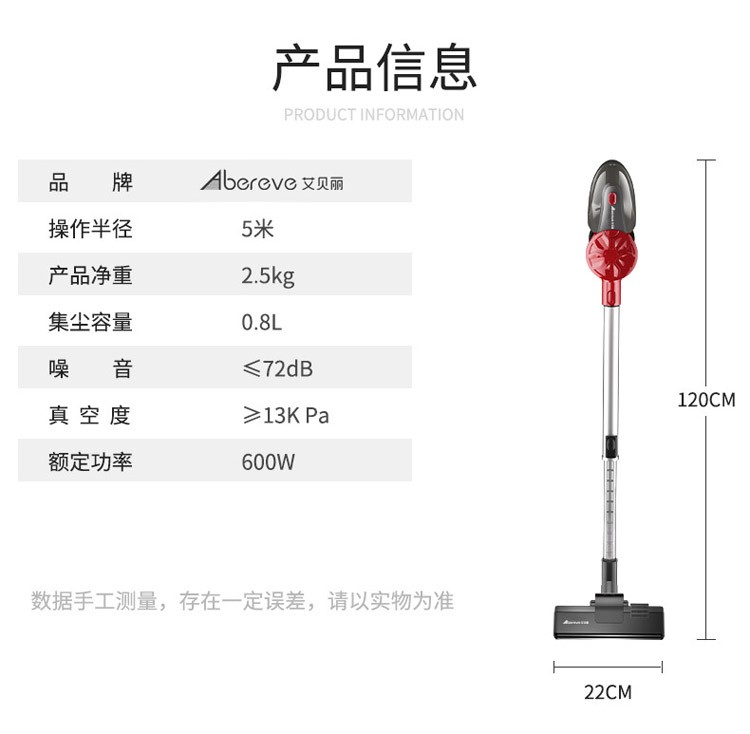 产品信息
PRODUCT INFORMATION
品 牌 Abereve 艾贝丽
操作半径 5米
产品净重 2.5kg
集尘容量 0.8L
噪 音 ≤72dB
真 空 度 ≥13K Pa
额定功率 600W
120CM
数据手工测量，存在一定误差，请以实物为准
22CM